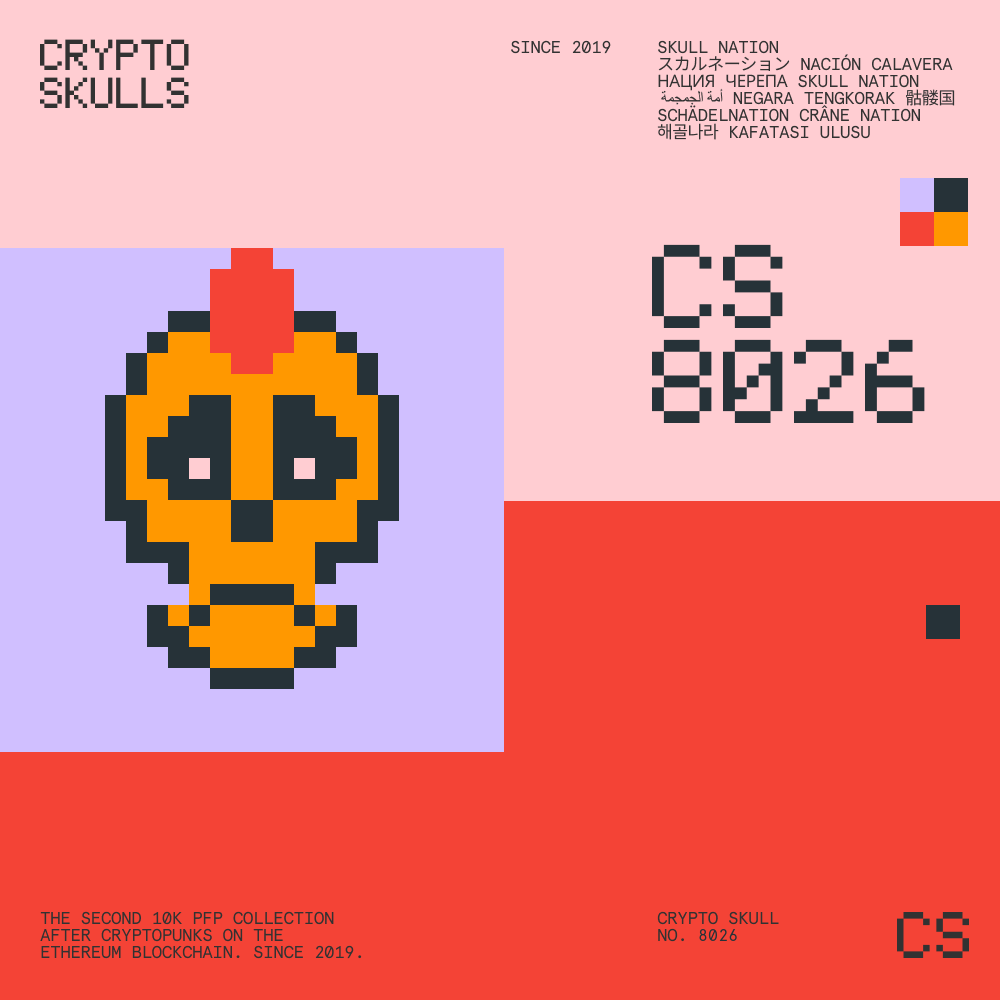 CRYPTO
SKULLS
SINCE 2019
SKULL NATION
スカルネーション NACIÓN CALAVERA
НАЦИЯ ЧЕРЕПА SKULL NATION
أمة الجمجمة NEGARA TENGKORAK 骷髅国
SCHÄDELNATION CRÂNE NATION
해골나라 KAFATASI ULUSU
CS
8026
THE SECOND 10K PFP COLLECTION
AFTER CRYPTOPUNKS ON THE
ETHEREUM BLOCKCHAIN. SINCE 2019.
CRYPTO SKULL
NO. 8026
CS